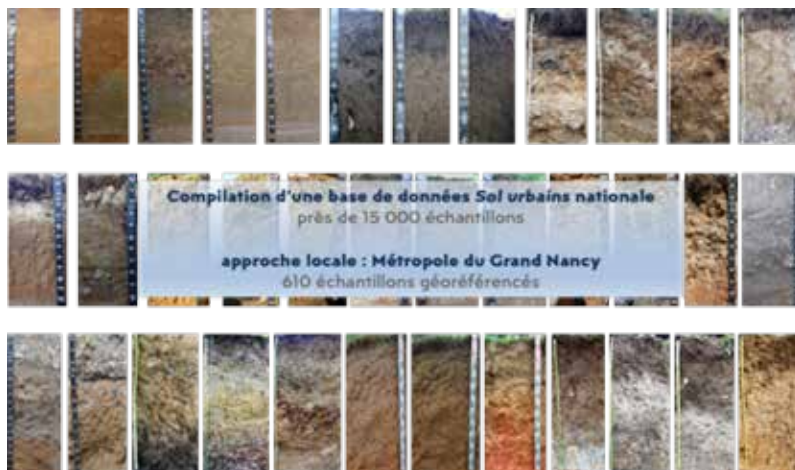 Compilation d'une base de données Sol urbains nationale
près de 15 000 échantillons
approche locale : Métropole du Grand Nancy
610 échantillons géoréférencés